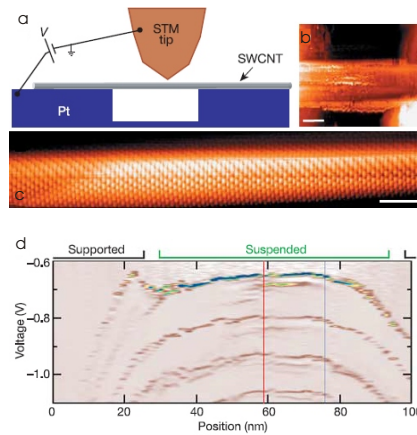 a
V
STM
tip
SWCNT
Pt
b
c
d
Supported
Suspended
Voltage (V)
−0.6
−0.8
−1.0
0
20
40
60
80
100
Position (nm)